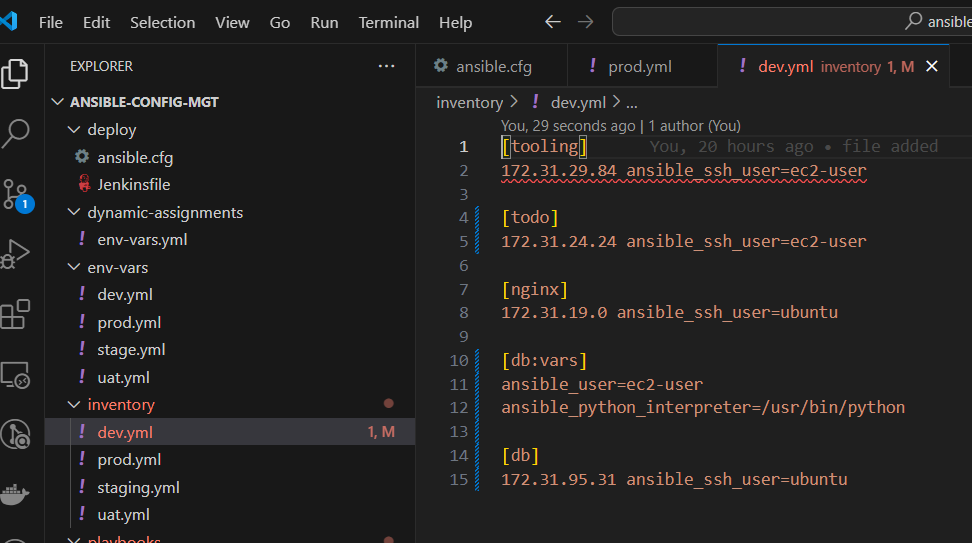 File Edit Selection View Go Run Terminal Help ansible
EXPLORER ...
ansible.cfg
! prod.yml
! dev.yml inventory 1, M
ANSIBLE-CONFIG-MGT
deploy
ansible.cfg
Jenkinsfile
1
dynamic-assignments
! env-vars.yml
env-vars
! dev.yml
! prod.yml
! stage.yml
! uat.yml
inventory
! dev.yml 1, M
! prod.yml
! staging.yml
! uat.yml
playbooks
inventory > ! dev.yml > ...
You, 29 seconds ago | 1 author (You)
1 [tooling] You, 20 hours ago • file added
2 172.31.29.84 ansible_ssh_user=ec2-user
3
4 [todo]
5 172.31.24.24 ansible_ssh_user=ec2-user
6
7 [nginx]
8 172.31.19.0 ansible_ssh_user=ubuntu
9
10 [db:vars]
11 ansible_user=ec2-user
12 ansible_python_interpreter=/usr/bin/python
13
14 [db]
15 172.31.95.31 ansible_ssh_user=ubuntu